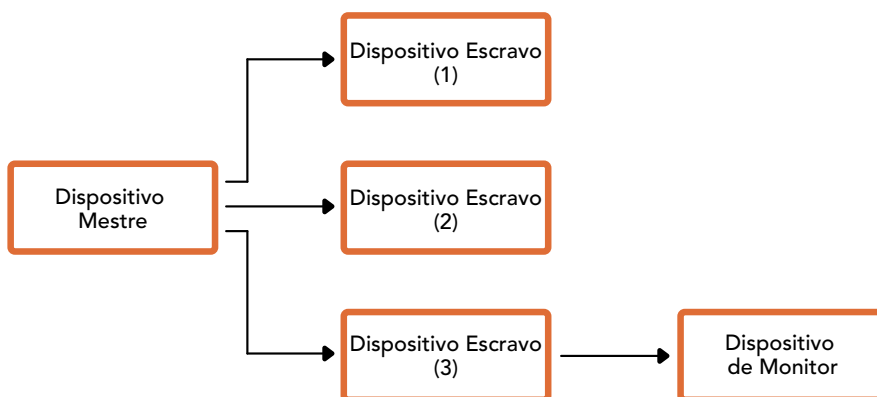 Dispositivo Escravo
(1)
Dispositivo
Mestre
Dispositivo Escravo
(2)
Dispositivo Escravo
(3)
Dispositivo
de Monitor